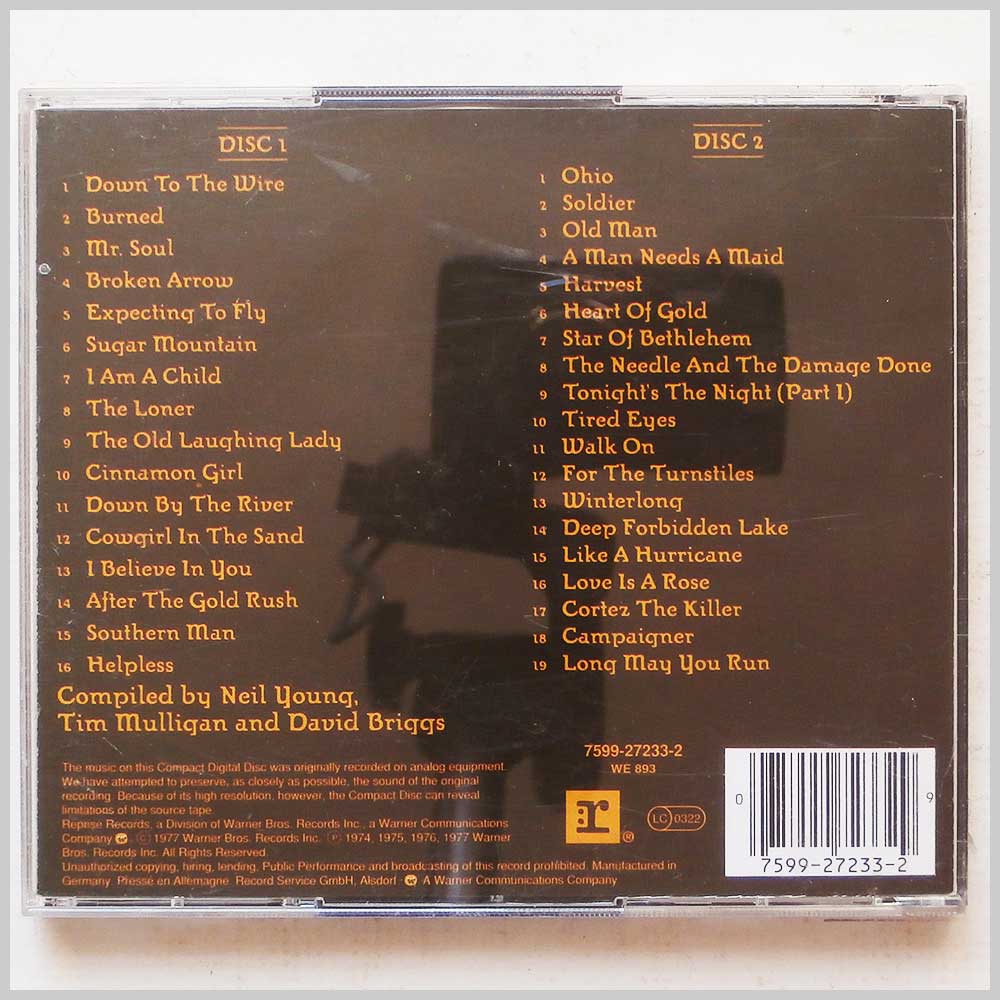 DISC 1
1 Down To The Wire
2 Burned
3 Mr. Soul
4 Broken Arrow
5 Expecting To Fly
6 Sugar Mountain
7 I Am A Child
8 The Loner
9 The Old Laughing Lady
10 Cinnamon Girl
11 Down By The River
12 Cowgirl In The Sand
13 I Believe In You
14 After The Gold Rush
15 Southern Man
16 Helpless
Compiled by Neil Young,
Tim Mulligan and David Briggs
DISC 2
1 Ohio
2 Soldier
3 Old Man
4 A Man Needs A Maid
5 Harvest
6 Heart Of Gold
7 Star Of Bethlehem
8 The Needle And The Damage Done
9 Tonight's The Night (Part I)
10 Tired Eyes
11 Walk On
12 For The Turnstiles
13 Winterlong
14 Deep Forbidden Lake
15 Like A Hurricane
16 Love Is A Rose
17 Cortez The Killer
18 Campaigner
19 Long May You Run
The music on this Compact Digital Disc was originally recorded on analog equipment.
We have attempted to preserve, as closely as possible, the sound of the original
recording. Because of its high resolution, however, the Compact Disc can reveal
limitations of the source tape
Reprise Records, a Division of Warner Bros. Records Inc., a Warner Communications
Company © 1977 Warner Bros. Records Inc. ℗ 1974, 1975, 1976, 1977 Warner
Bros. Records Inc. All Rights Reserved.
Unauthorized copying, hiring, lending, Public Performance and broadcasting of this record prohibited. Manufactured in
Germany. Pressé en Allemagne. Record Service GmbH, Alsdorf · A Warner Communications Company
7599-27233-2
WE 893
r ®
LC 0322
0 9
7599-27233-2